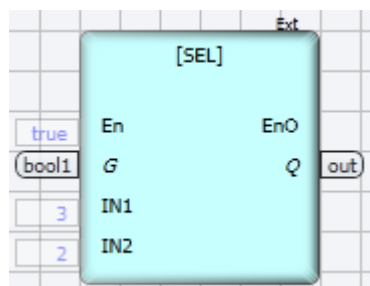 Ext
[SEL]
true En EnO
bool1 G Q out
3 IN1
2 IN2